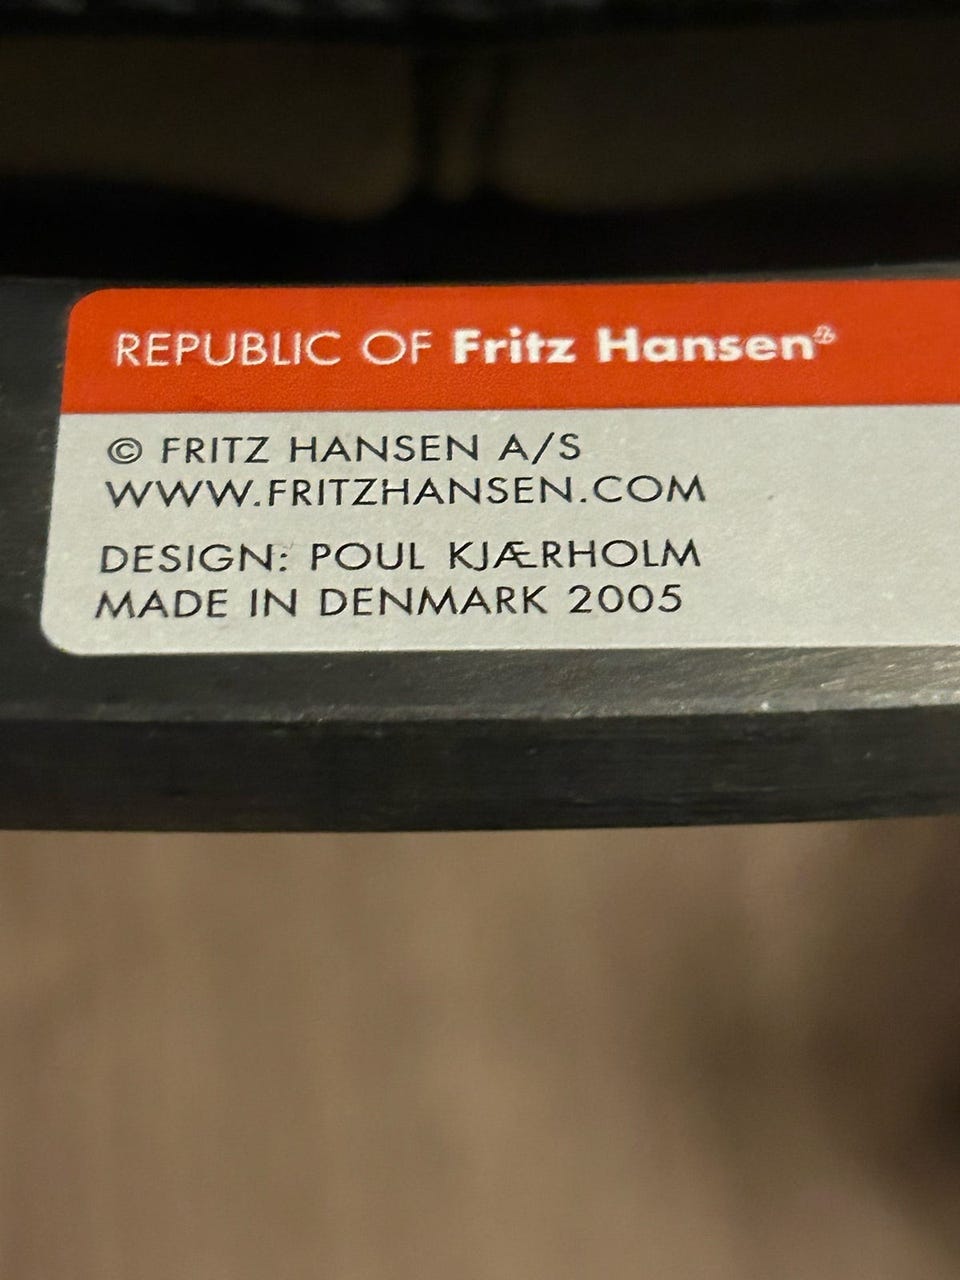 REPUBLIC OF Fritz Hansen®
© FRITZ HANSEN A/S
WWW.FRITZHANSEN.COM
DESIGN: POUL KJÆRHOLM
MADE IN DENMARK 2005